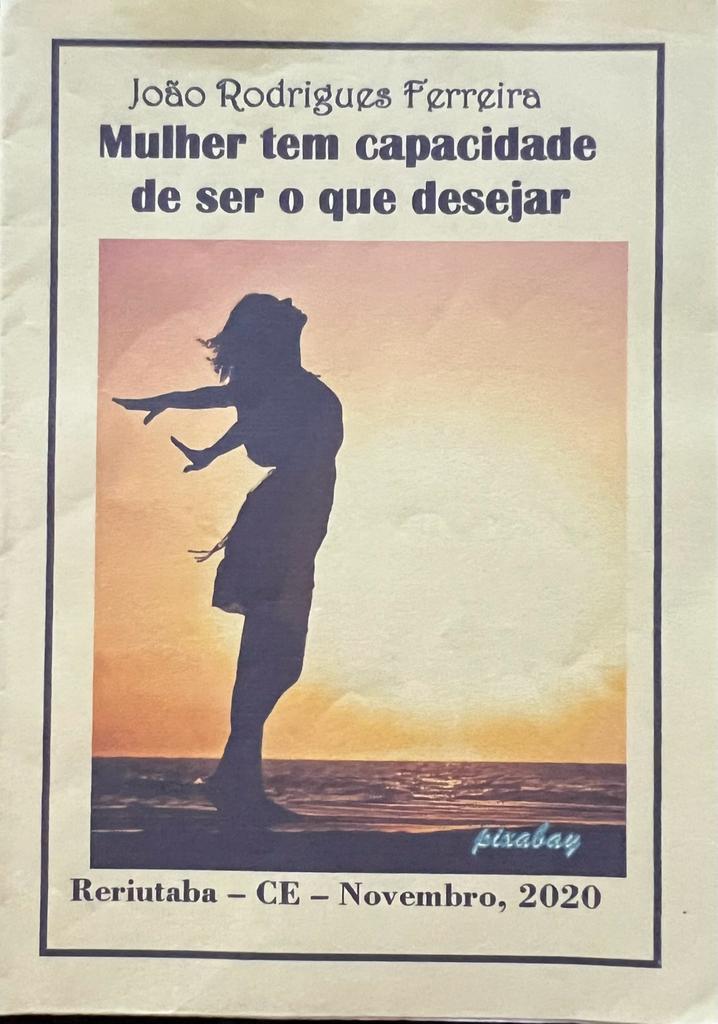 João Rodrigues Ferreira
Mulher tem capacidade
de ser o que desejar
pixabay
Reriutaba – CE – Novembro, 2020